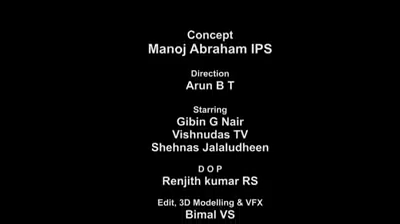 Concept
Manoj Abraham IPS
Direction
Arun B T
Starring
Gibin G Nair
Vishnudas TV
Shehnas Jalaludheen
D O P
Renjith kumar RS
Edit, 3D Modelling & VFX
Bimal VS